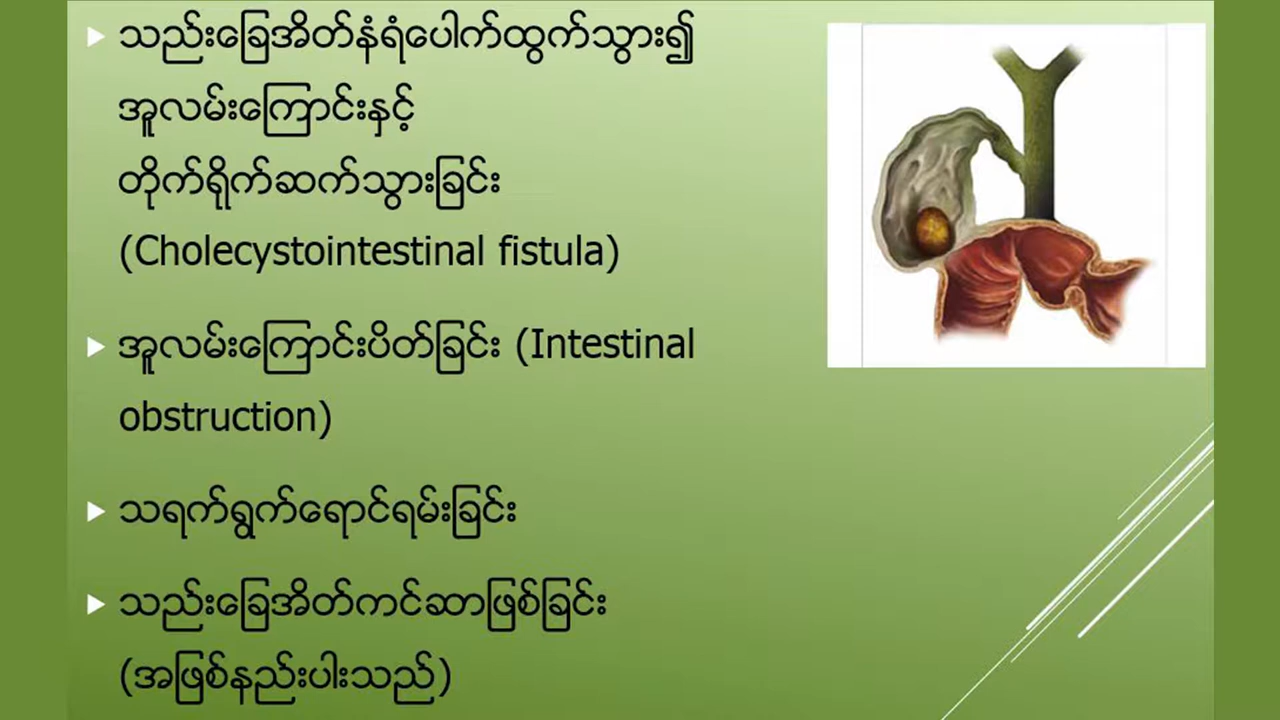 သည်းခြေအိတ်နံရံပေါက်ထွက်သွား၍
အူလမ်းကြောင်းနှင့်
တိုက်ရိုက်ဆက်သွားခြင်း
(Cholecystointestinal fistula)
အူလမ်းကြောင်းပိတ်ခြင်း (Intestinal
obstruction)
သရက်ရွက်ရောင်ရမ်းခြင်း
သည်းခြေအိတ်ကင်ဆာဖြစ်ခြင်း
(အဖြစ်နည်းပါးသည်)